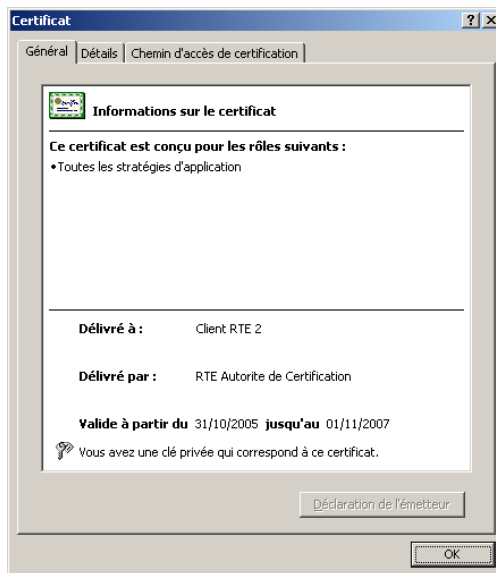 Certificat
Général Détails Chemin d'accès de certification
Informations sur le certificat
Ce certificat est conçu pour les rôles suivants :
•Toutes les stratégies d'application
Délivré à : Client RTE 2
Délivré par : RTE Autorite de Certification
Valide à partir du 31/10/2005 jusqu'au 01/11/2007
Vous avez une clé privée qui correspond à ce certificat.
Déclaration de l'émetteur
OK